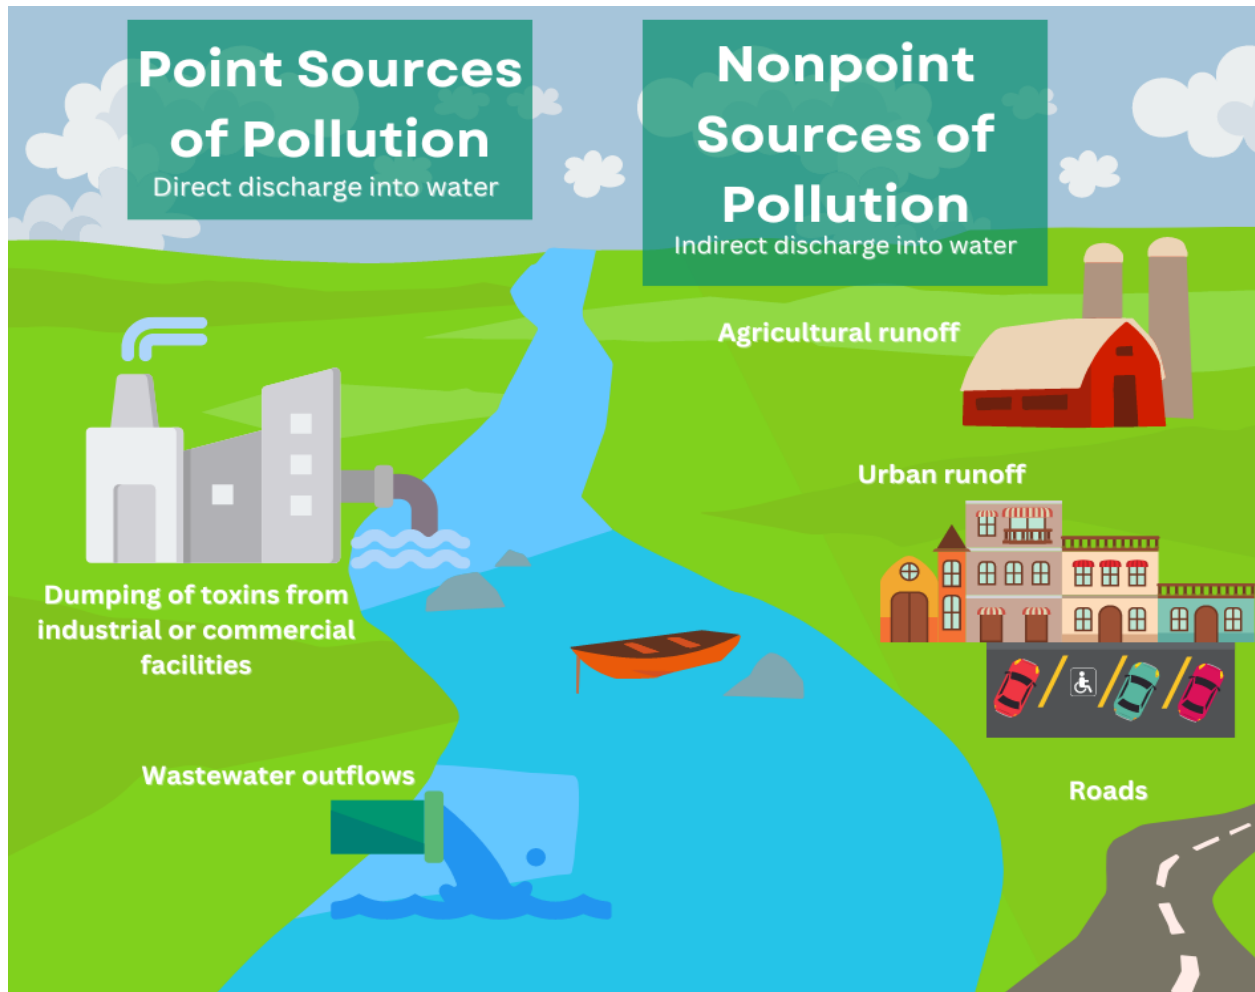 Point Sources
of Pollution
Direct discharge into water
Nonpoint
Sources of
Pollution
Indirect discharge into water
Agricultural runoff
Urban runoff
Dumping of toxins from
industrial or commercial
facilities
Wastewater outflows
Roads